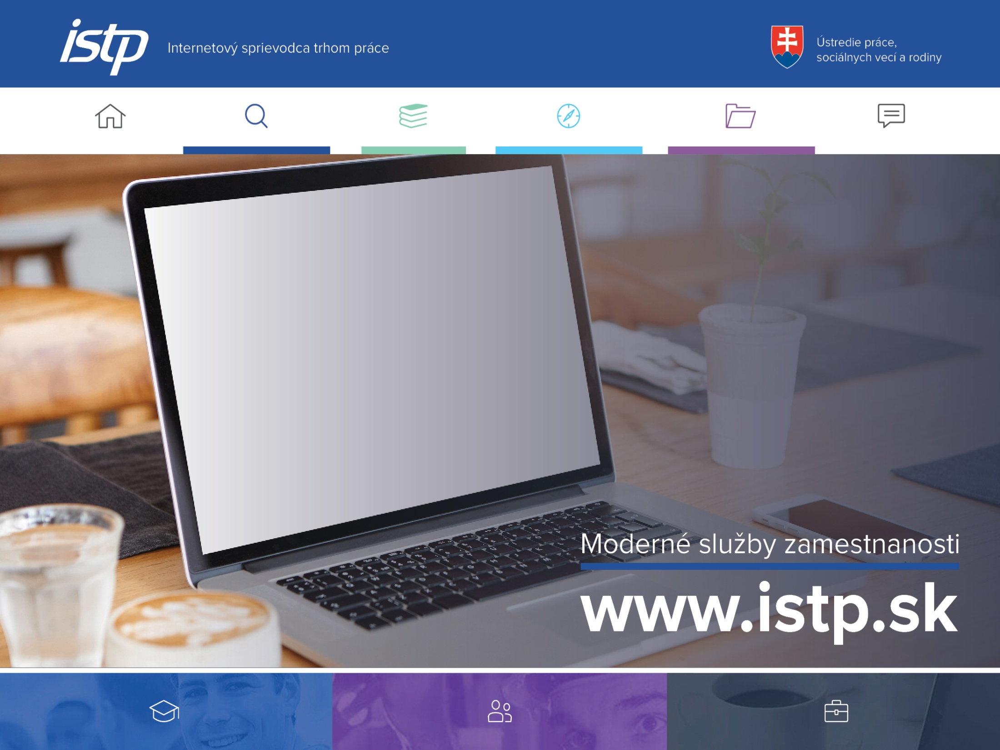 istp
Internetový sprievodca trhom práce
Ústredie práce,
sociálnych vecí a rodiny
Moderné služby zamestnanosti
www.istp.sk